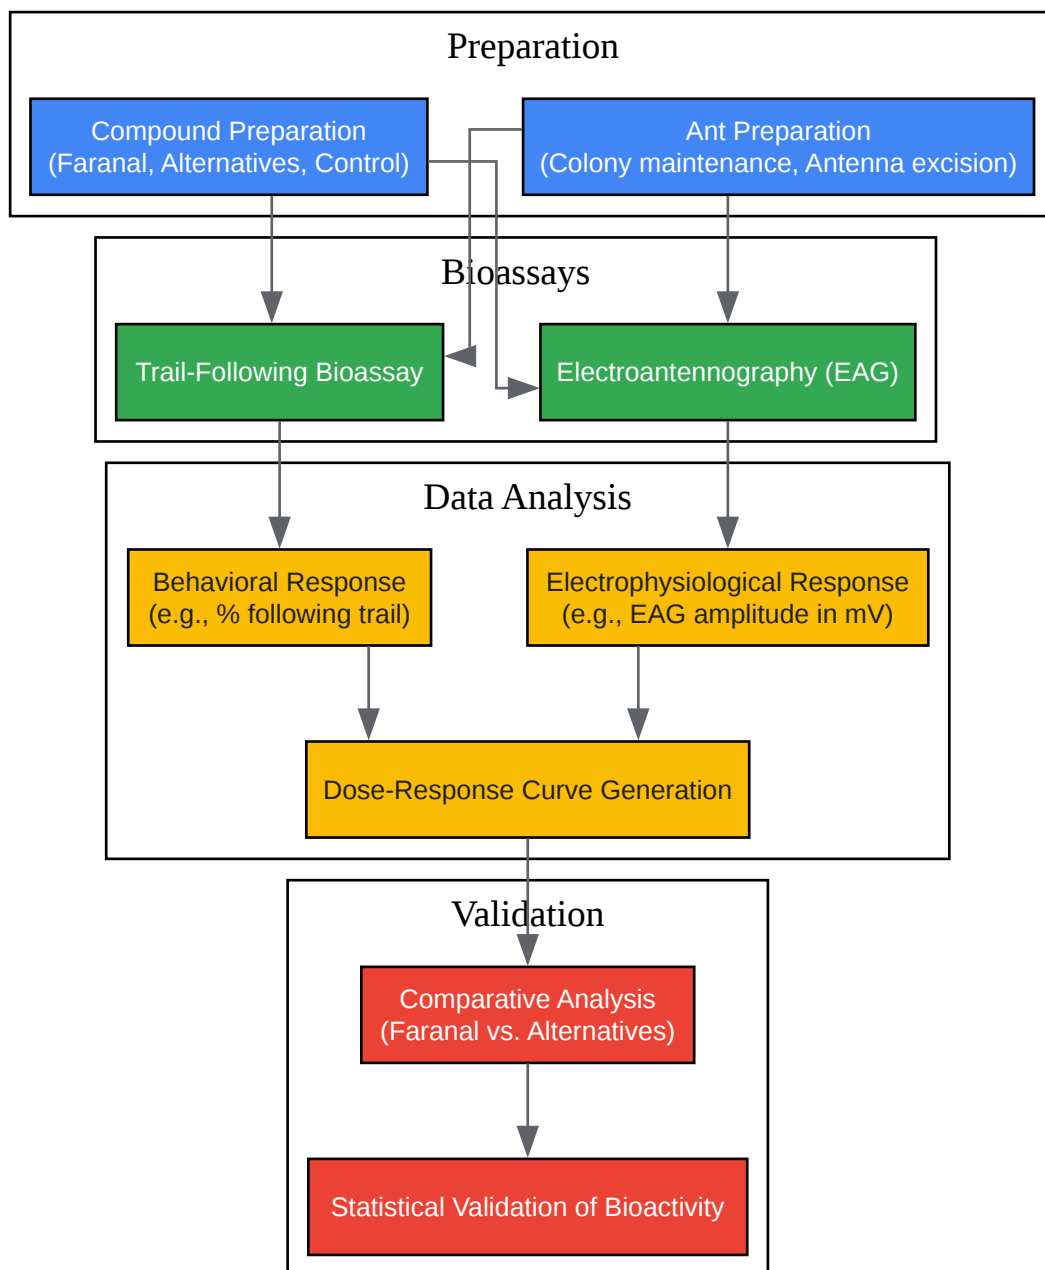 Preparation
Compound Preparation
(Faranal, Alternatives, Control)
Ant Preparation
(Colony maintenance, Antenna excision)
Bioassays
Trail-Following Bioassay
Electroantennography (EAG)
Data Analysis
Behavioral Response
(e.g., % following trail)
Electrophysiological Response
(e.g., EAG amplitude in mV)
Dose-Response Curve Generation
Validation
Comparative Analysis
(Faranal vs. Alternatives)
Statistical Validation of Bioactivity